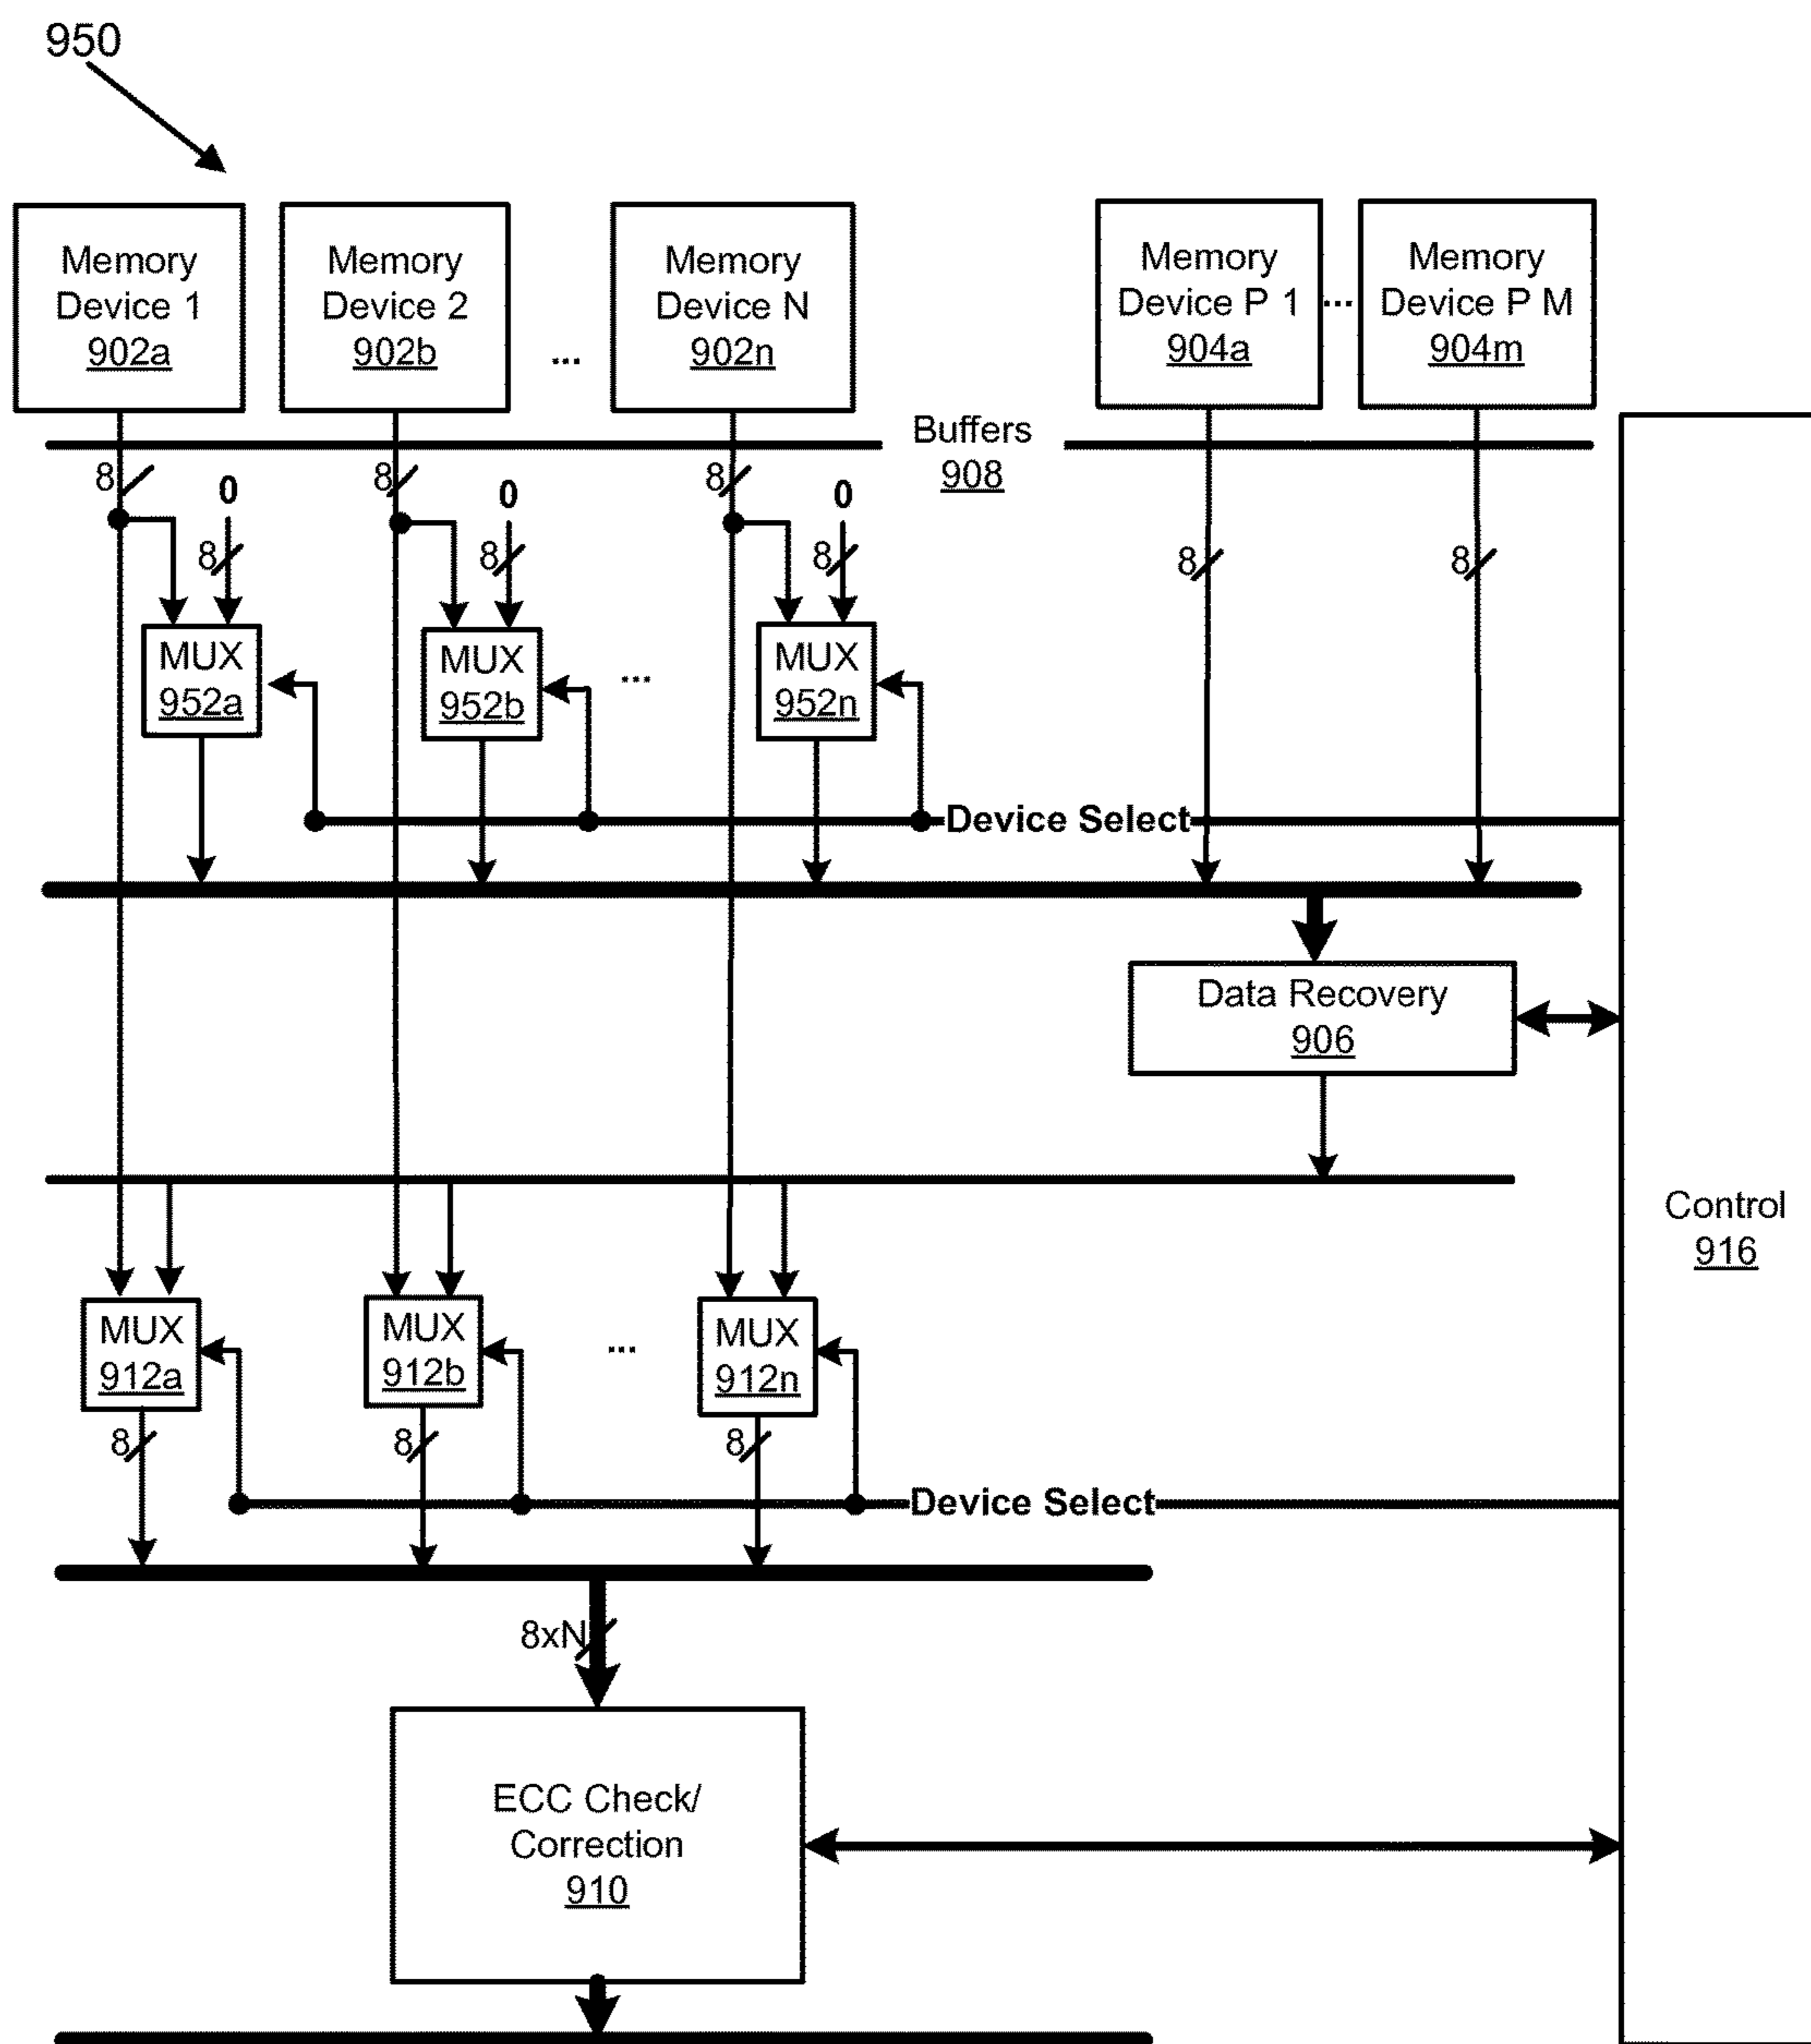 950
Memory
Device 1
902a
Memory
Device 2
902b
...
Memory
Device N
902n
Memory
Device P 1
904a
...
Memory
Device P M
904m
Buffers
908
8
0
8
8
0
8
8
0
8
8
8
MUX
952a
MUX
952b
...
MUX
952n
Device Select
Data Recovery
906
Control
916
MUX
912a
MUX
912b
...
MUX
912n
8
8
8
Device Select
8xN
ECC Check/
Correction
910